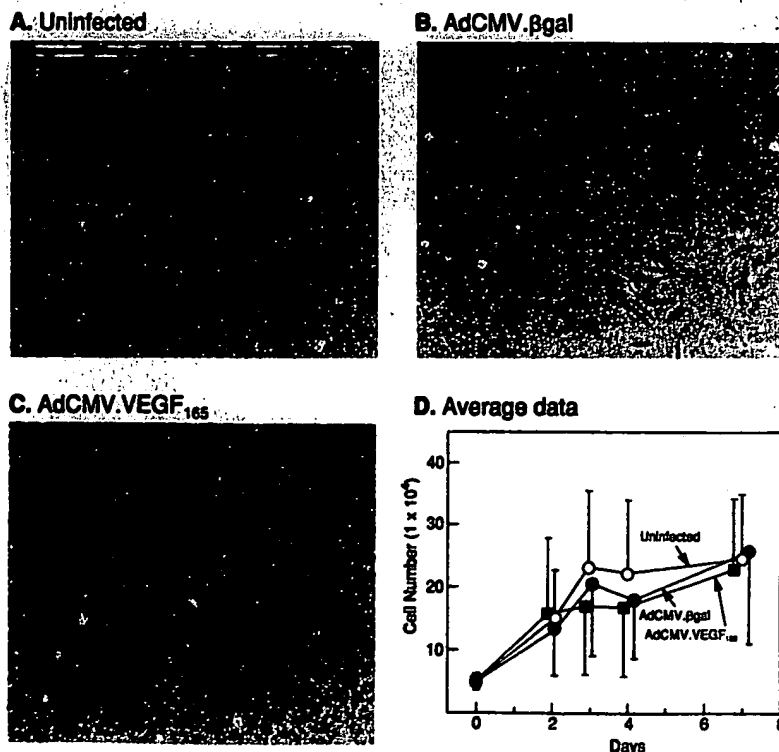 A. Uninfected
B. AdCMV.βgal
C. AdCMV.VEGF₁₆₅
D. Average data
Cell Number (1 x 10⁴)
40
30
20
10
Uninfected
AdCMV.βgal
AdCMV.VEGF₁₆₅
0
2
4
6
8
Days